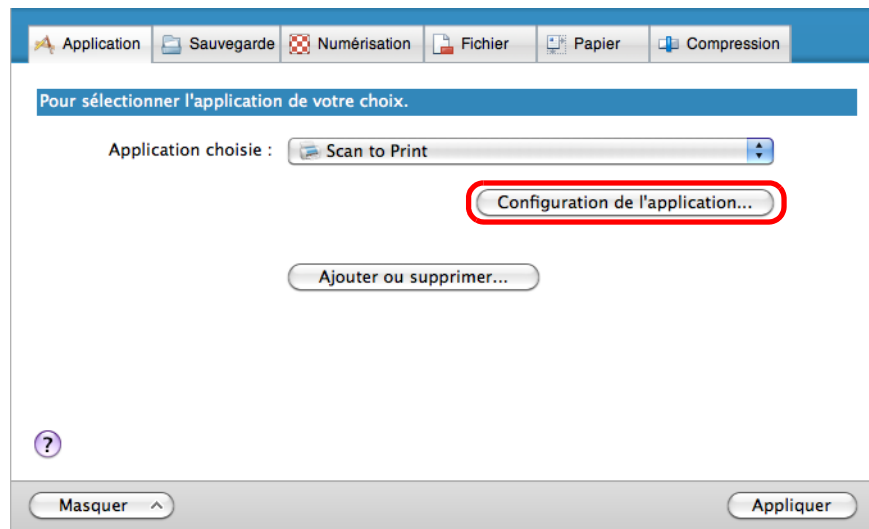 Application Sauvegarde Numérisation Fichier Papier Compression
Pour sélectionner l'application de votre choix.
Application choisie : Scan to Print
Configuration de l'application...
Ajouter ou supprimer...
?
Masquer Appliquer